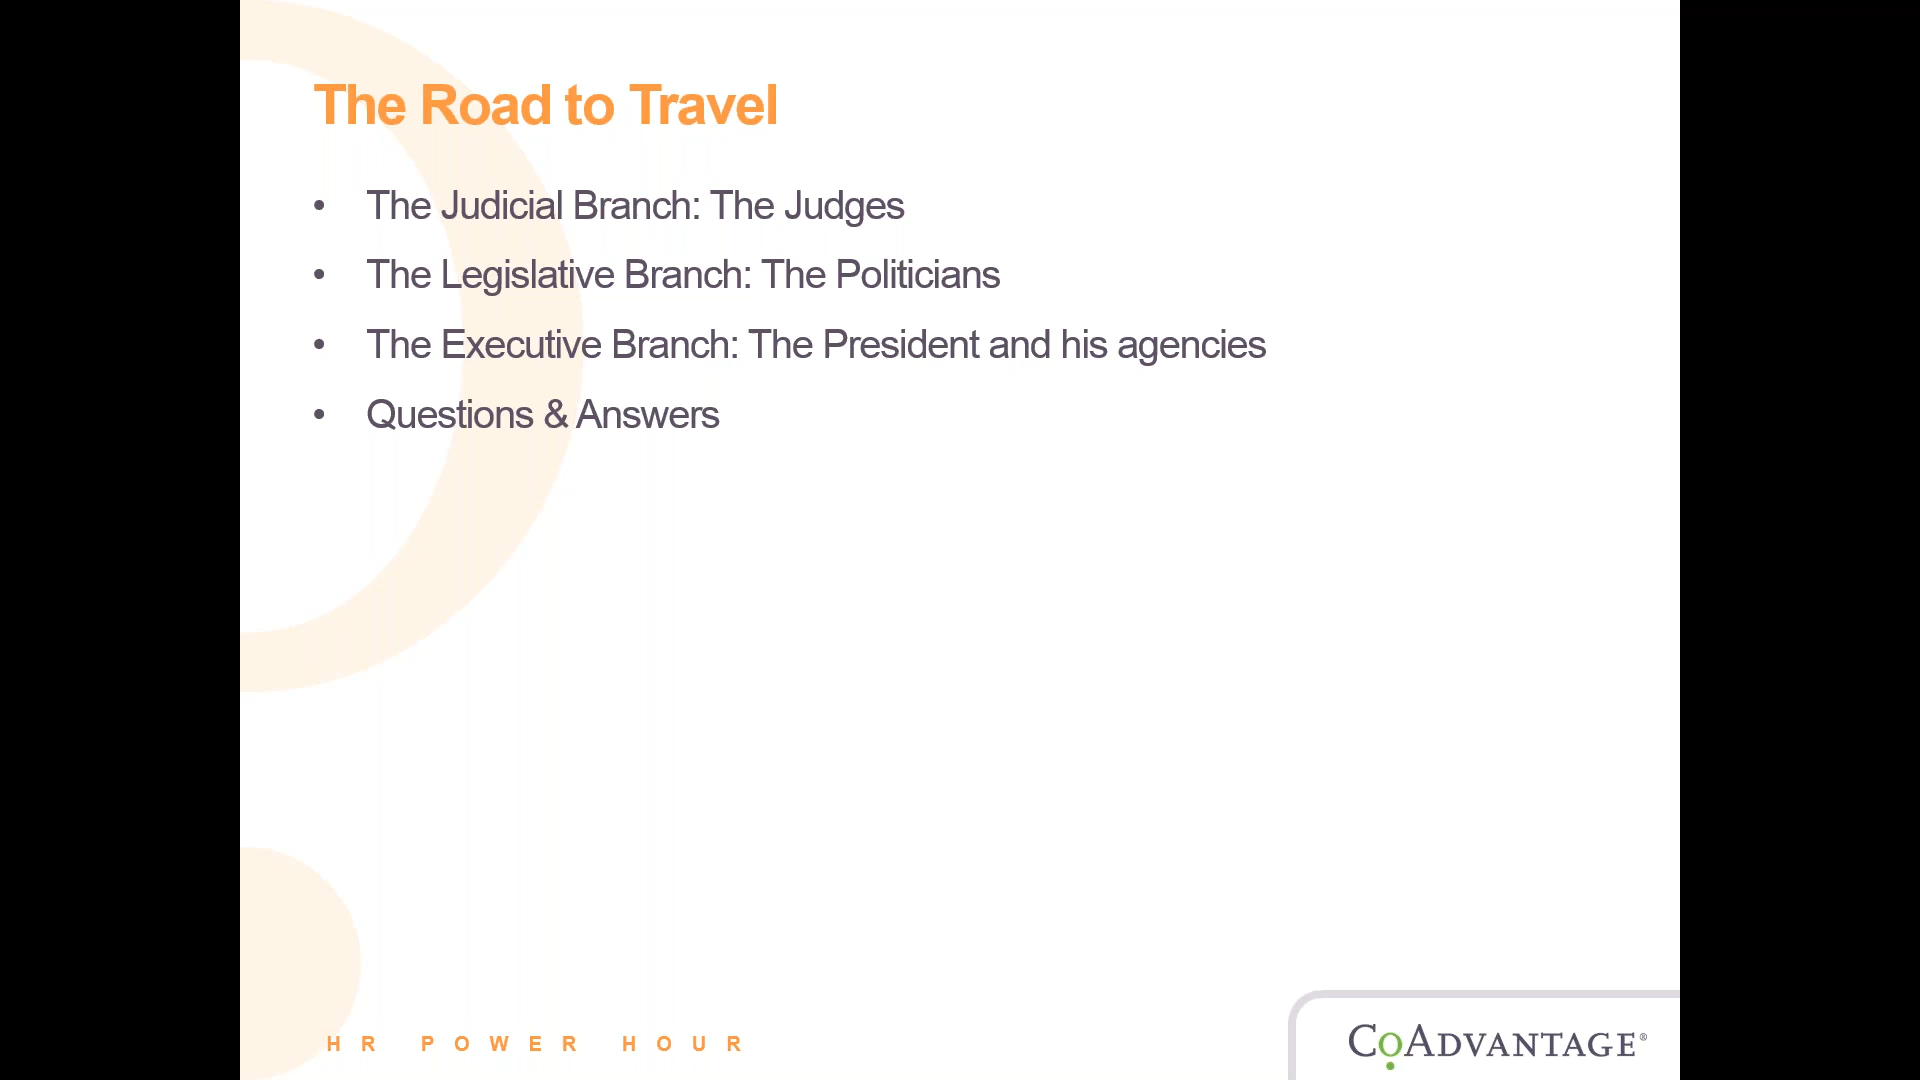 The Road to Travel
• The Judicial Branch: The Judges
• The Legislative Branch: The Politicians
• The Executive Branch: The President and his agencies
• Questions & Answers
HR POWER HOUR
CoAdvantage®